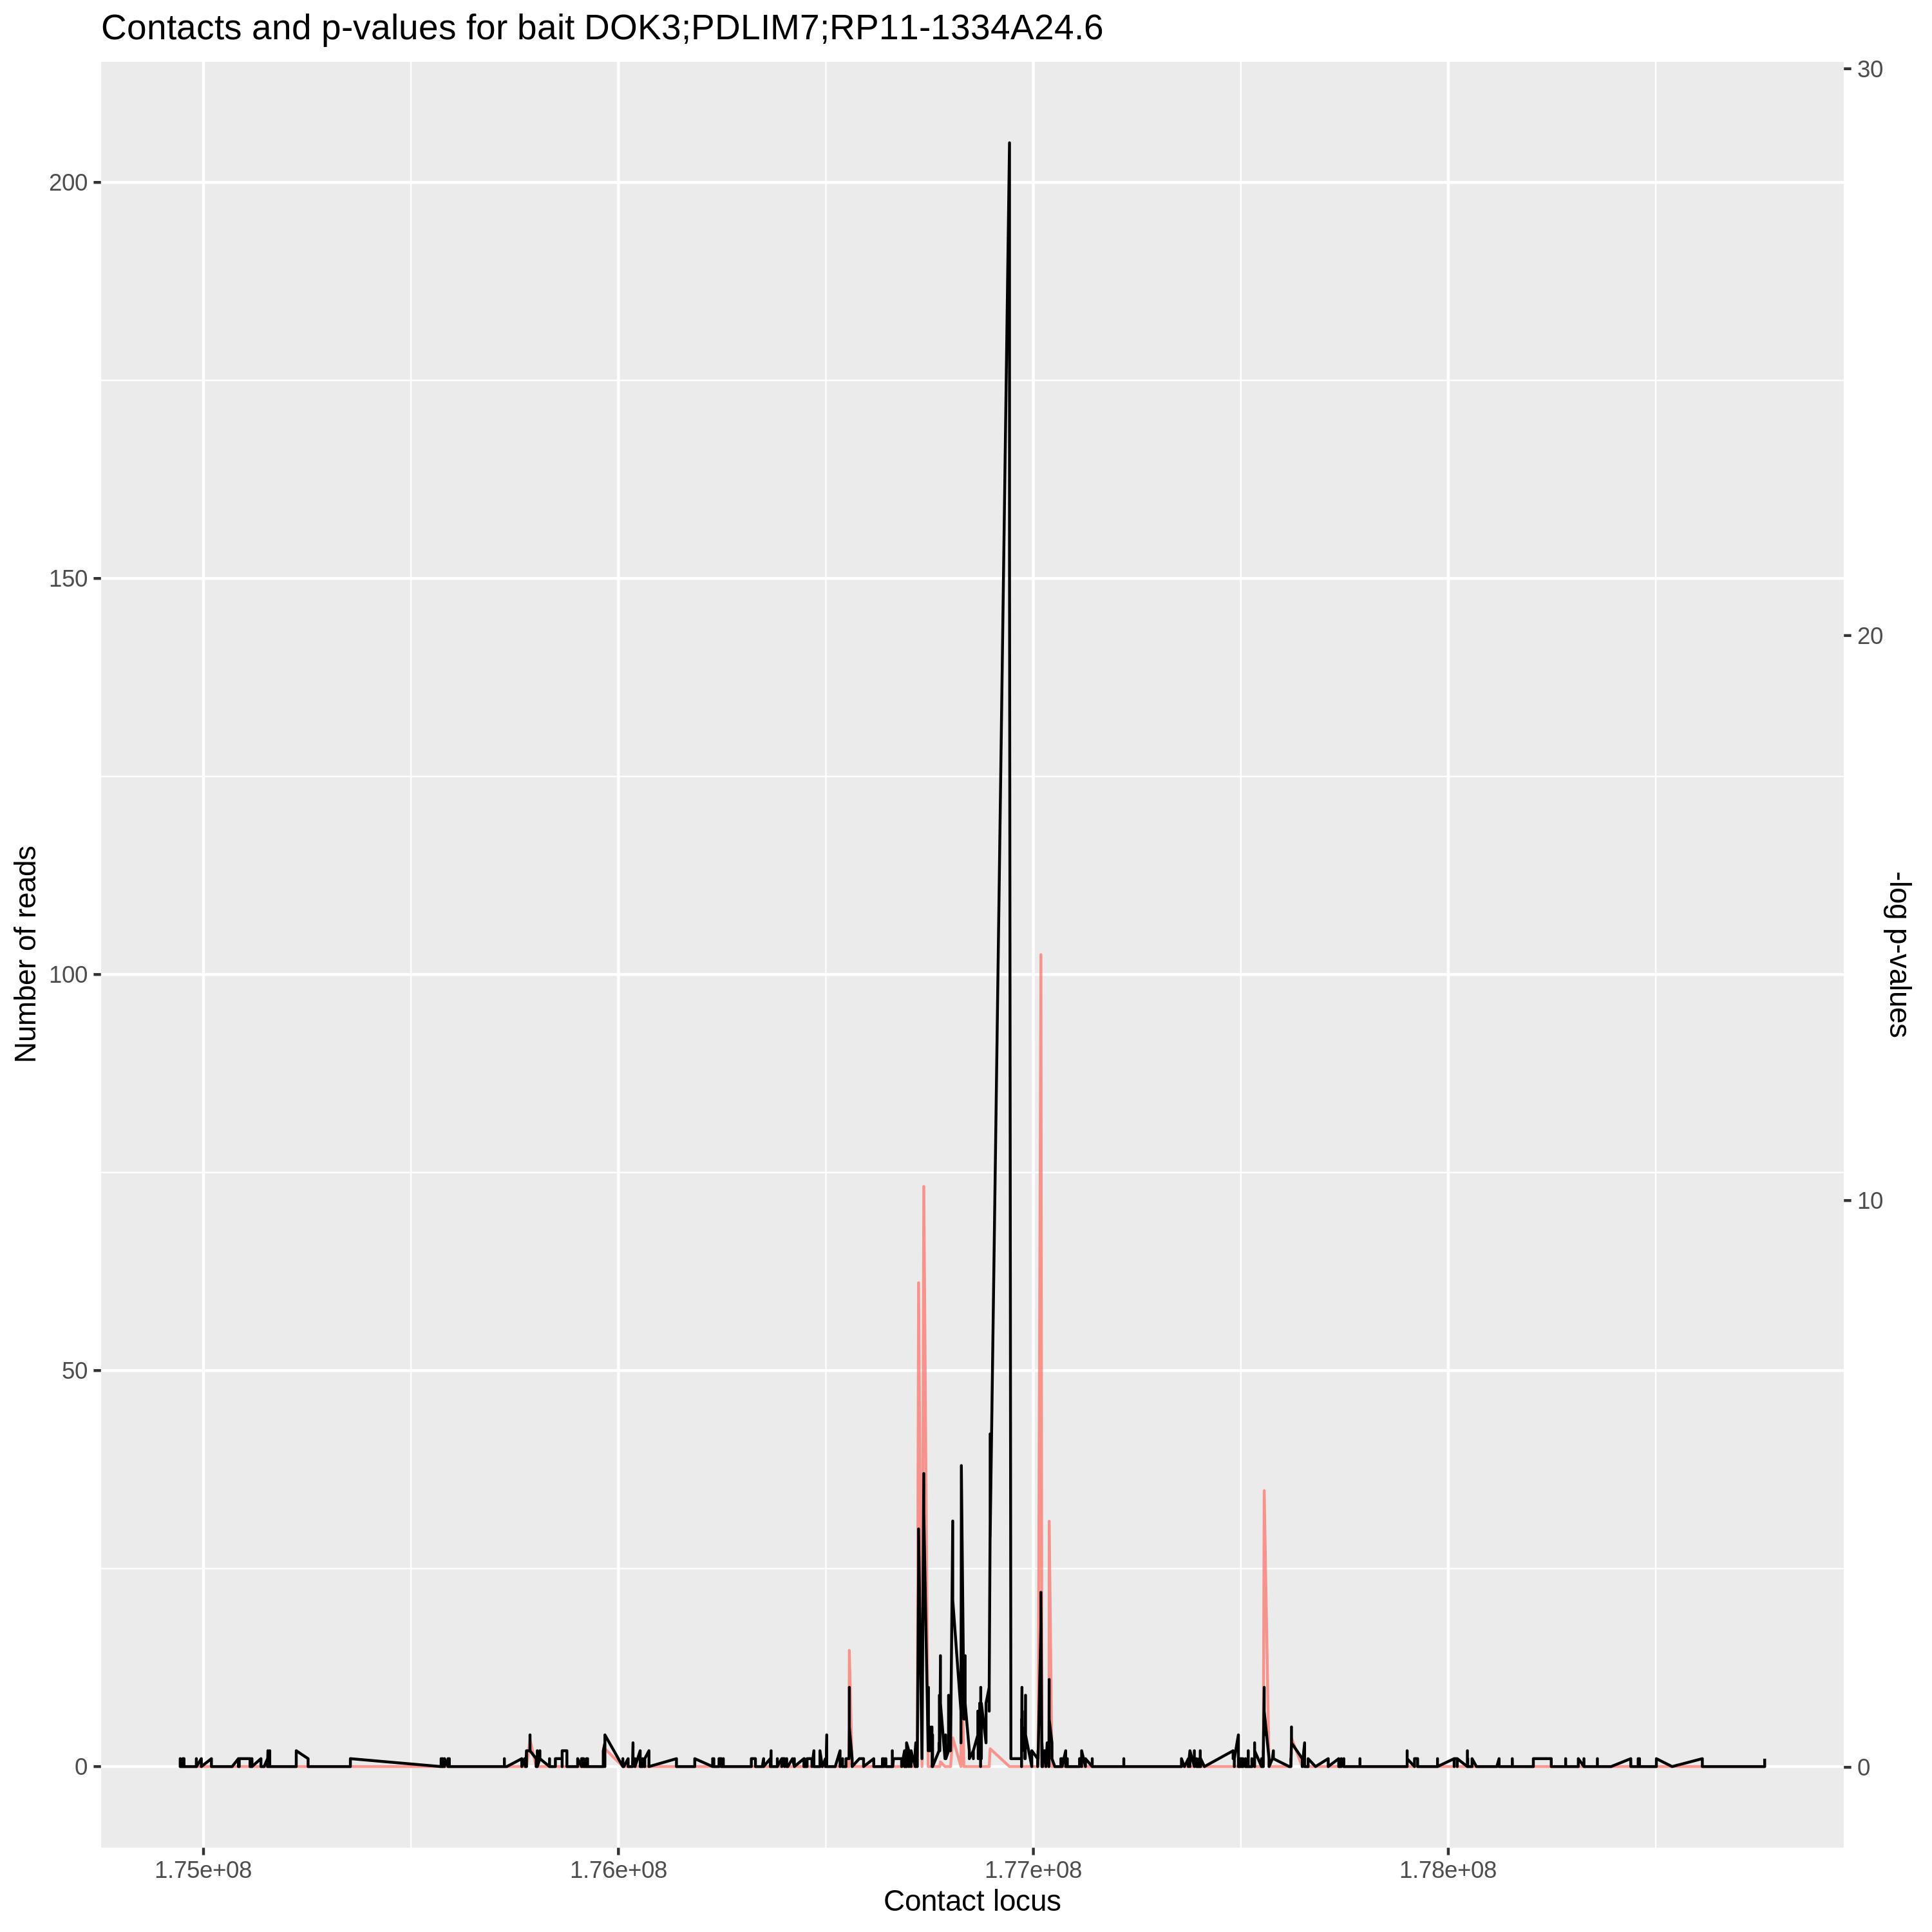 Contacts and p-values for bait DOK3;PDLIM7;RP11-1334A24.6
200
150
100
50
0
Number of reads
30
20
10
0
-log p-values
1.75e+08
1.76e+08
1.77e+08
1.78e+08
Contact locus